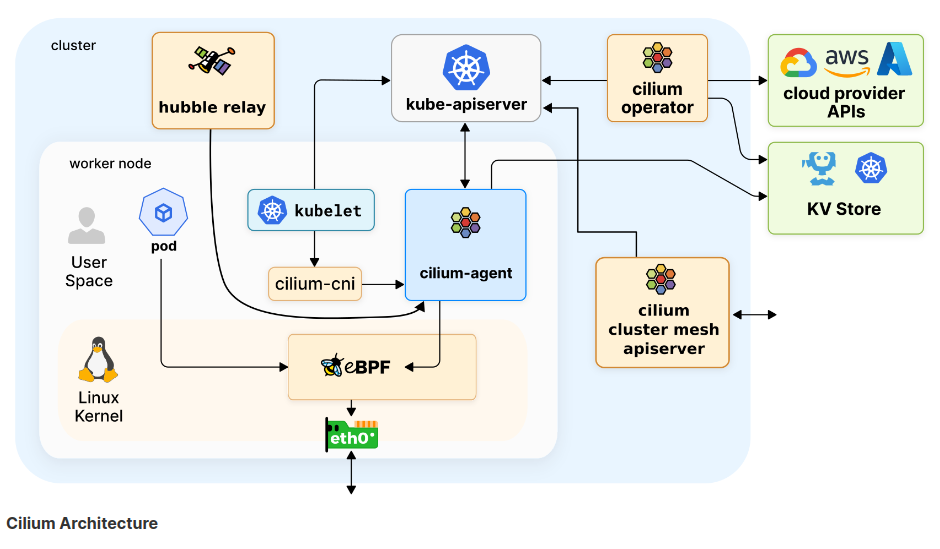 cluster
hubble relay
kube-apiserver
cilium
operator
aws
cloud provider
APIs
KV Store
worker node
pod
User
Space
kubelet
cilium-cni
cilium-agent
cilium
cluster mesh
apiserver
Linux
Kernel
eBPF
eth0
Cilium Architecture